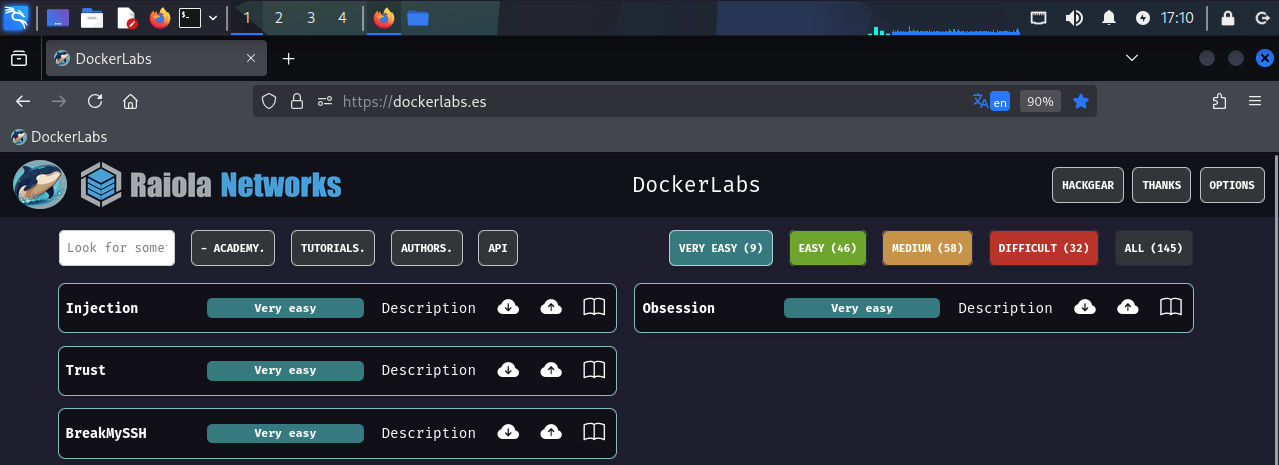 1 2 3 4 17:10
DockerLabs
https://dockerlabs.es en 90%
DockerLabs
Raiola Networks DockerLabs HACKGEAR THANKS OPTIONS
Look for some - ACADEMY. TUTORIALS. AUTHORS. API VERY EASY (9) EASY (46) MEDIUM (58) DIFFICULT (32) ALL (145)
Injection Very easy Description Obsession Very easy Description
Trust Very easy Description
BreakMySSH Very easy Description